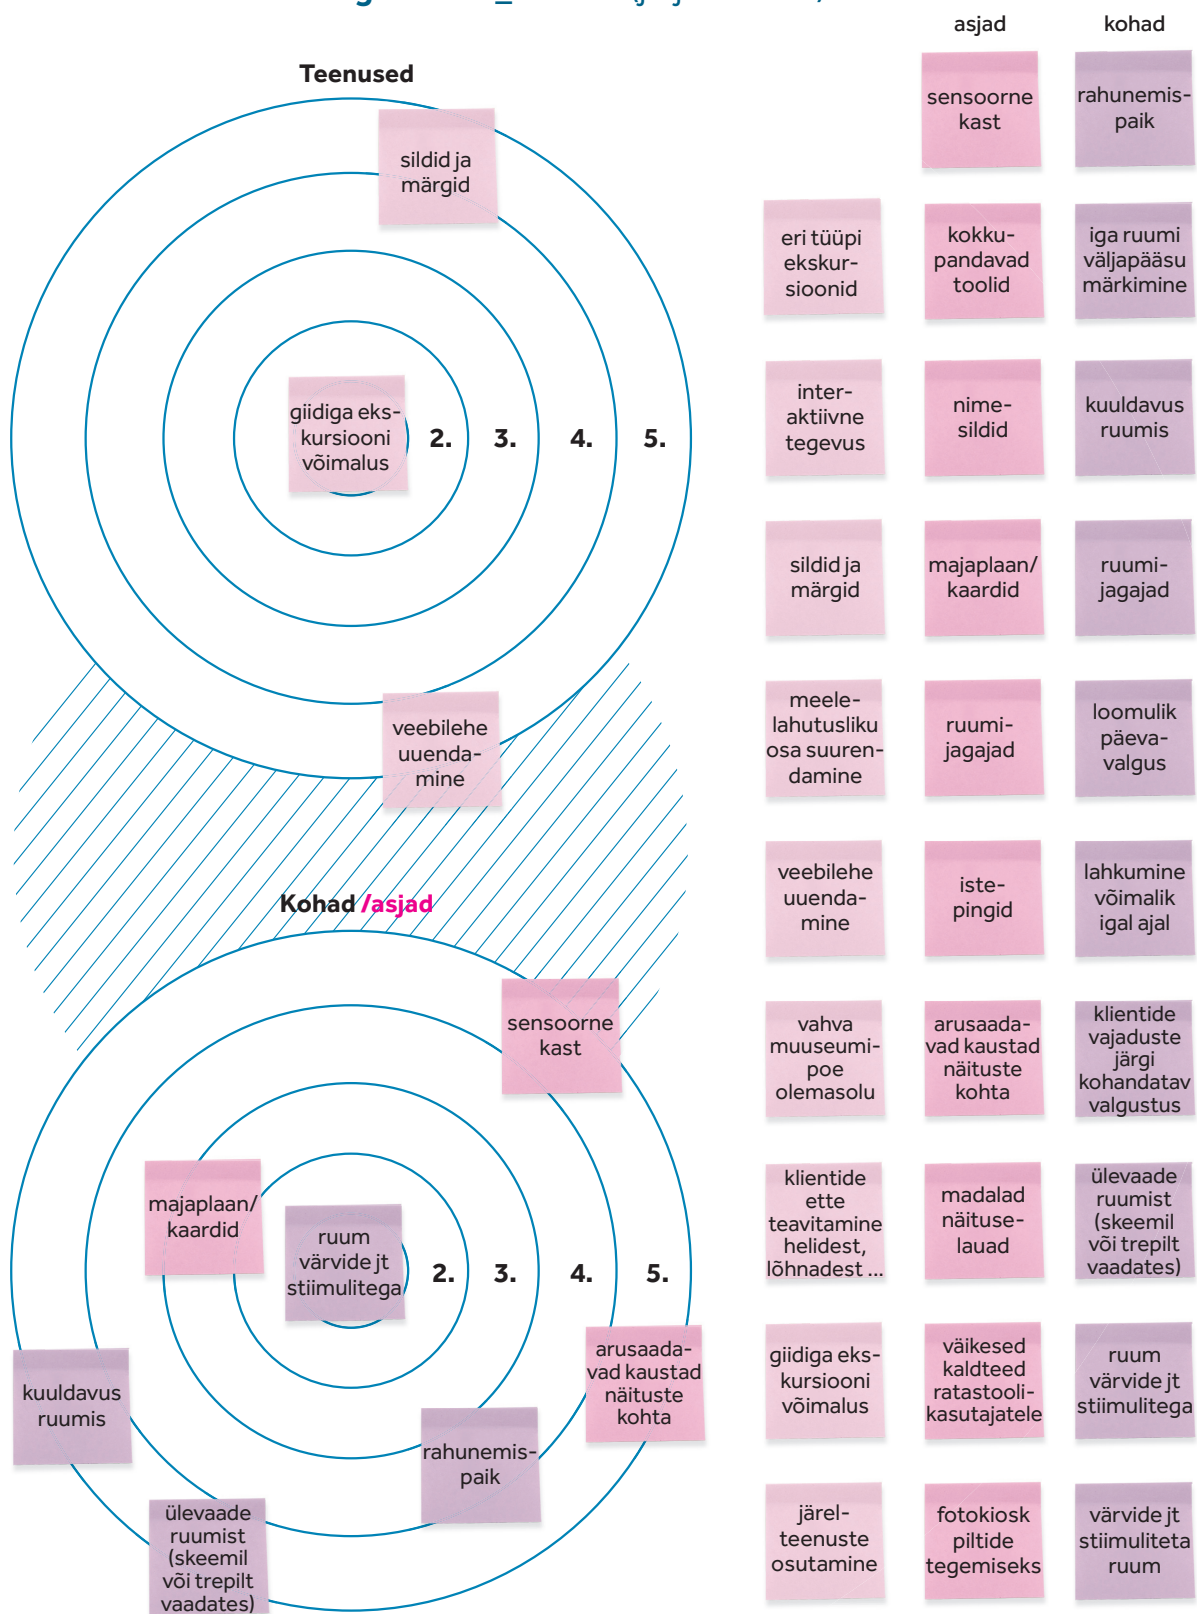 asjad
kohad
Teenused
sildid ja
märgid
giidiga eks-
kursiooni
võimalus
2.
3.
4.
5.
veebilehe
uuenda-
mine
Kohad /asjad
sensoorne
kast
majaplaan/
kaardid
ruum
värvide jt
stiimulitega
2.
3.
4.
5.
arusaada-
vad kaustad
näituste
kohta
kuuldavus
ruumis
rahunemis-
paik
ülevaade
ruumist
(skeemil
või trepilt
vaadates)
sensoorne
kast
rahunemis-
paik
eri tüüpi
ekskur-
sioonid
kokku-
pandavad
toolid
iga ruumi
väljapääsu
märkimine
inter-
aktiivne
tegevus
nime-
sildid
kuuldavus
ruumis
sildid ja
märgid
majaplaan/
kaardid
ruumi-
jagajad
meele-
lahutusliku
osa suuren-
damine
ruumi-
jagajad
loomulik
päeva-
valgus
veebilehe
uuenda-
mine
iste-
pingid
lahkumine
võimalik
igal ajal
vahva
muuseumi-
poe
olemasolu
arusaada-
vad kaustad
näituste
kohta
klientide
vajaduste
järgi
kohandatav
valgustus
klientide
ette
teavitamine
helidest,
lõhnadest ...
madalad
näituse-
lauad
ülevaade
ruumist
(skeemil
või trepilt
vaadates)
giidiga eks-
kursiooni
võimalus
väikesed
kaldteed
ratastooli-
kasutajatele
ruum
värvide jt
stiimulitega
järel-
teenuste
osutamine
fotokiosk
piltide
tegemiseks
värvide jt
stiimuliteta
ruum